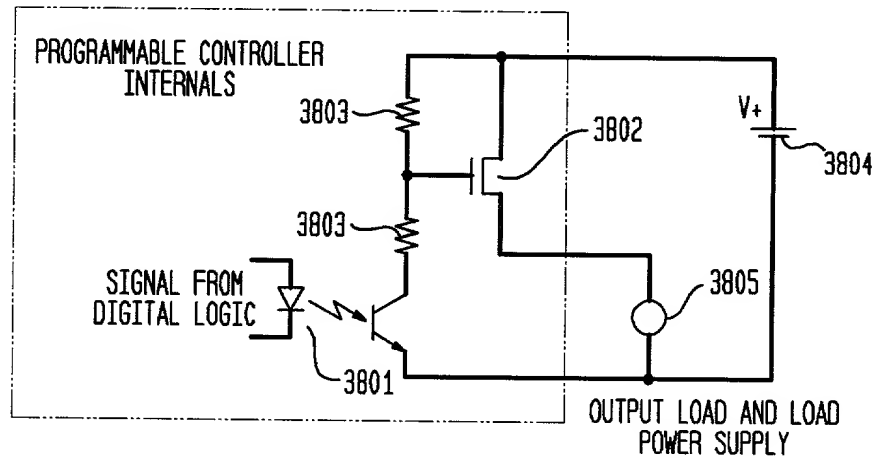 PROGRAMMABLE CONTROLLER
INTERNALS
3803
3802
V+
3804
3803
SIGNAL FROM
DIGITAL LOGIC
3805
3801
OUTPUT LOAD AND LOAD
POWER SUPPLY